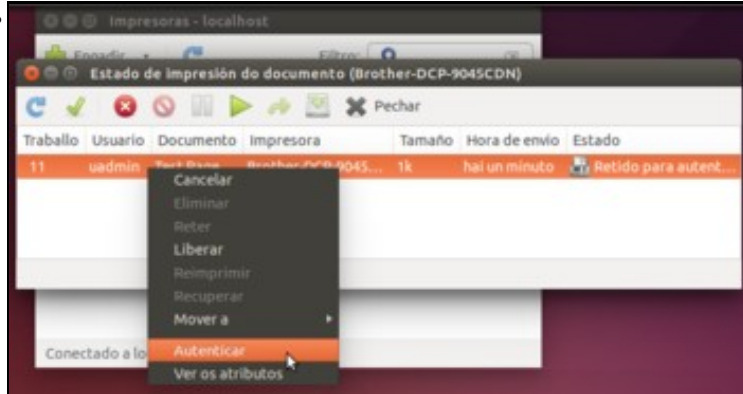 Impresoras - localhost
Engadir
Filtro:
Estado de impresión do documento (Brother-DCP-9045CDN)
Pechar
Traballo Usuario Documento Impresora Tamaño Hora de envio Estado
11 uadmin Test Page Brother-DCP-9045... 1k hai un minuto Retido para autent...
Cancelar
Eliminar
Reter
Liberar
Reimprimir
Recuperar
Mover a
Conectado a lo
Autenticar
Ver os atributos